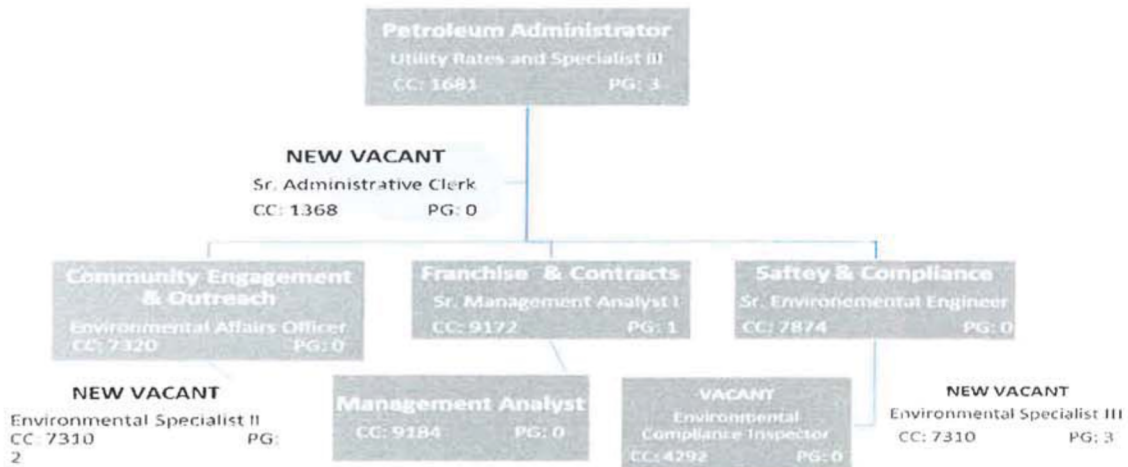 Petroleum Administrator
Utility Rates and Specialist III
CC: 1681 PG: 3
NEW VACANT
Sr. Administrative Clerk
CC: 1368 PG: 0
Community Engagement
& Outreach
Environmental Affairs Officer
CC: 7320 PG: 0
Franchise & Contracts
Sr. Management Analyst I
CC: 9172 PG: 1
Saftey & Compliance
Sr. Environemental Engineer
CC: 7874 PG: 0
NEW VACANT
Environmental Specialist II
CC: 7310 PG:
2
Management Analyst
CC: 9184 PG: 0
VACANT
Environmental
Compliance Inspector
CC: 4292 PG: 0
NEW VACANT
Environmental Specialist III
CC: 7310 PG: 3